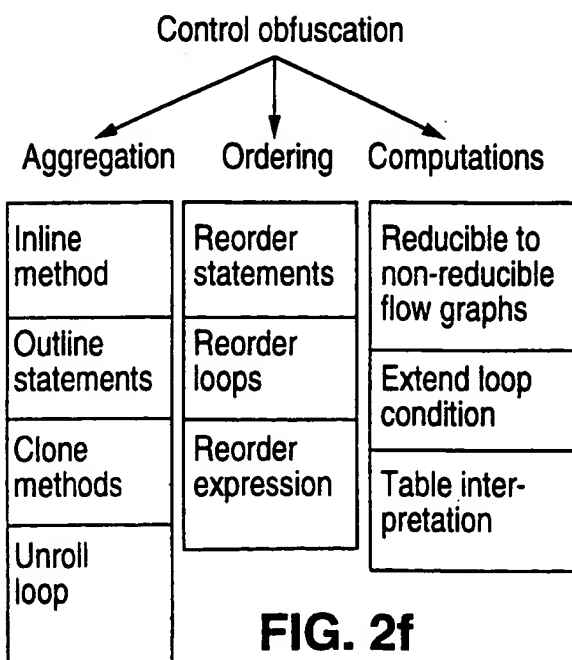 Control obfuscation
Aggregation
Ordering
Computations
Inline
method
Outline
statements
Clone
methods
Unroll
loop
Reorder
statements
Reorder
loops
Reorder
expression
Reducible to
non-reducible
flow graphs
Extend loop
condition
Table inter-
pretation
FIG. 2f